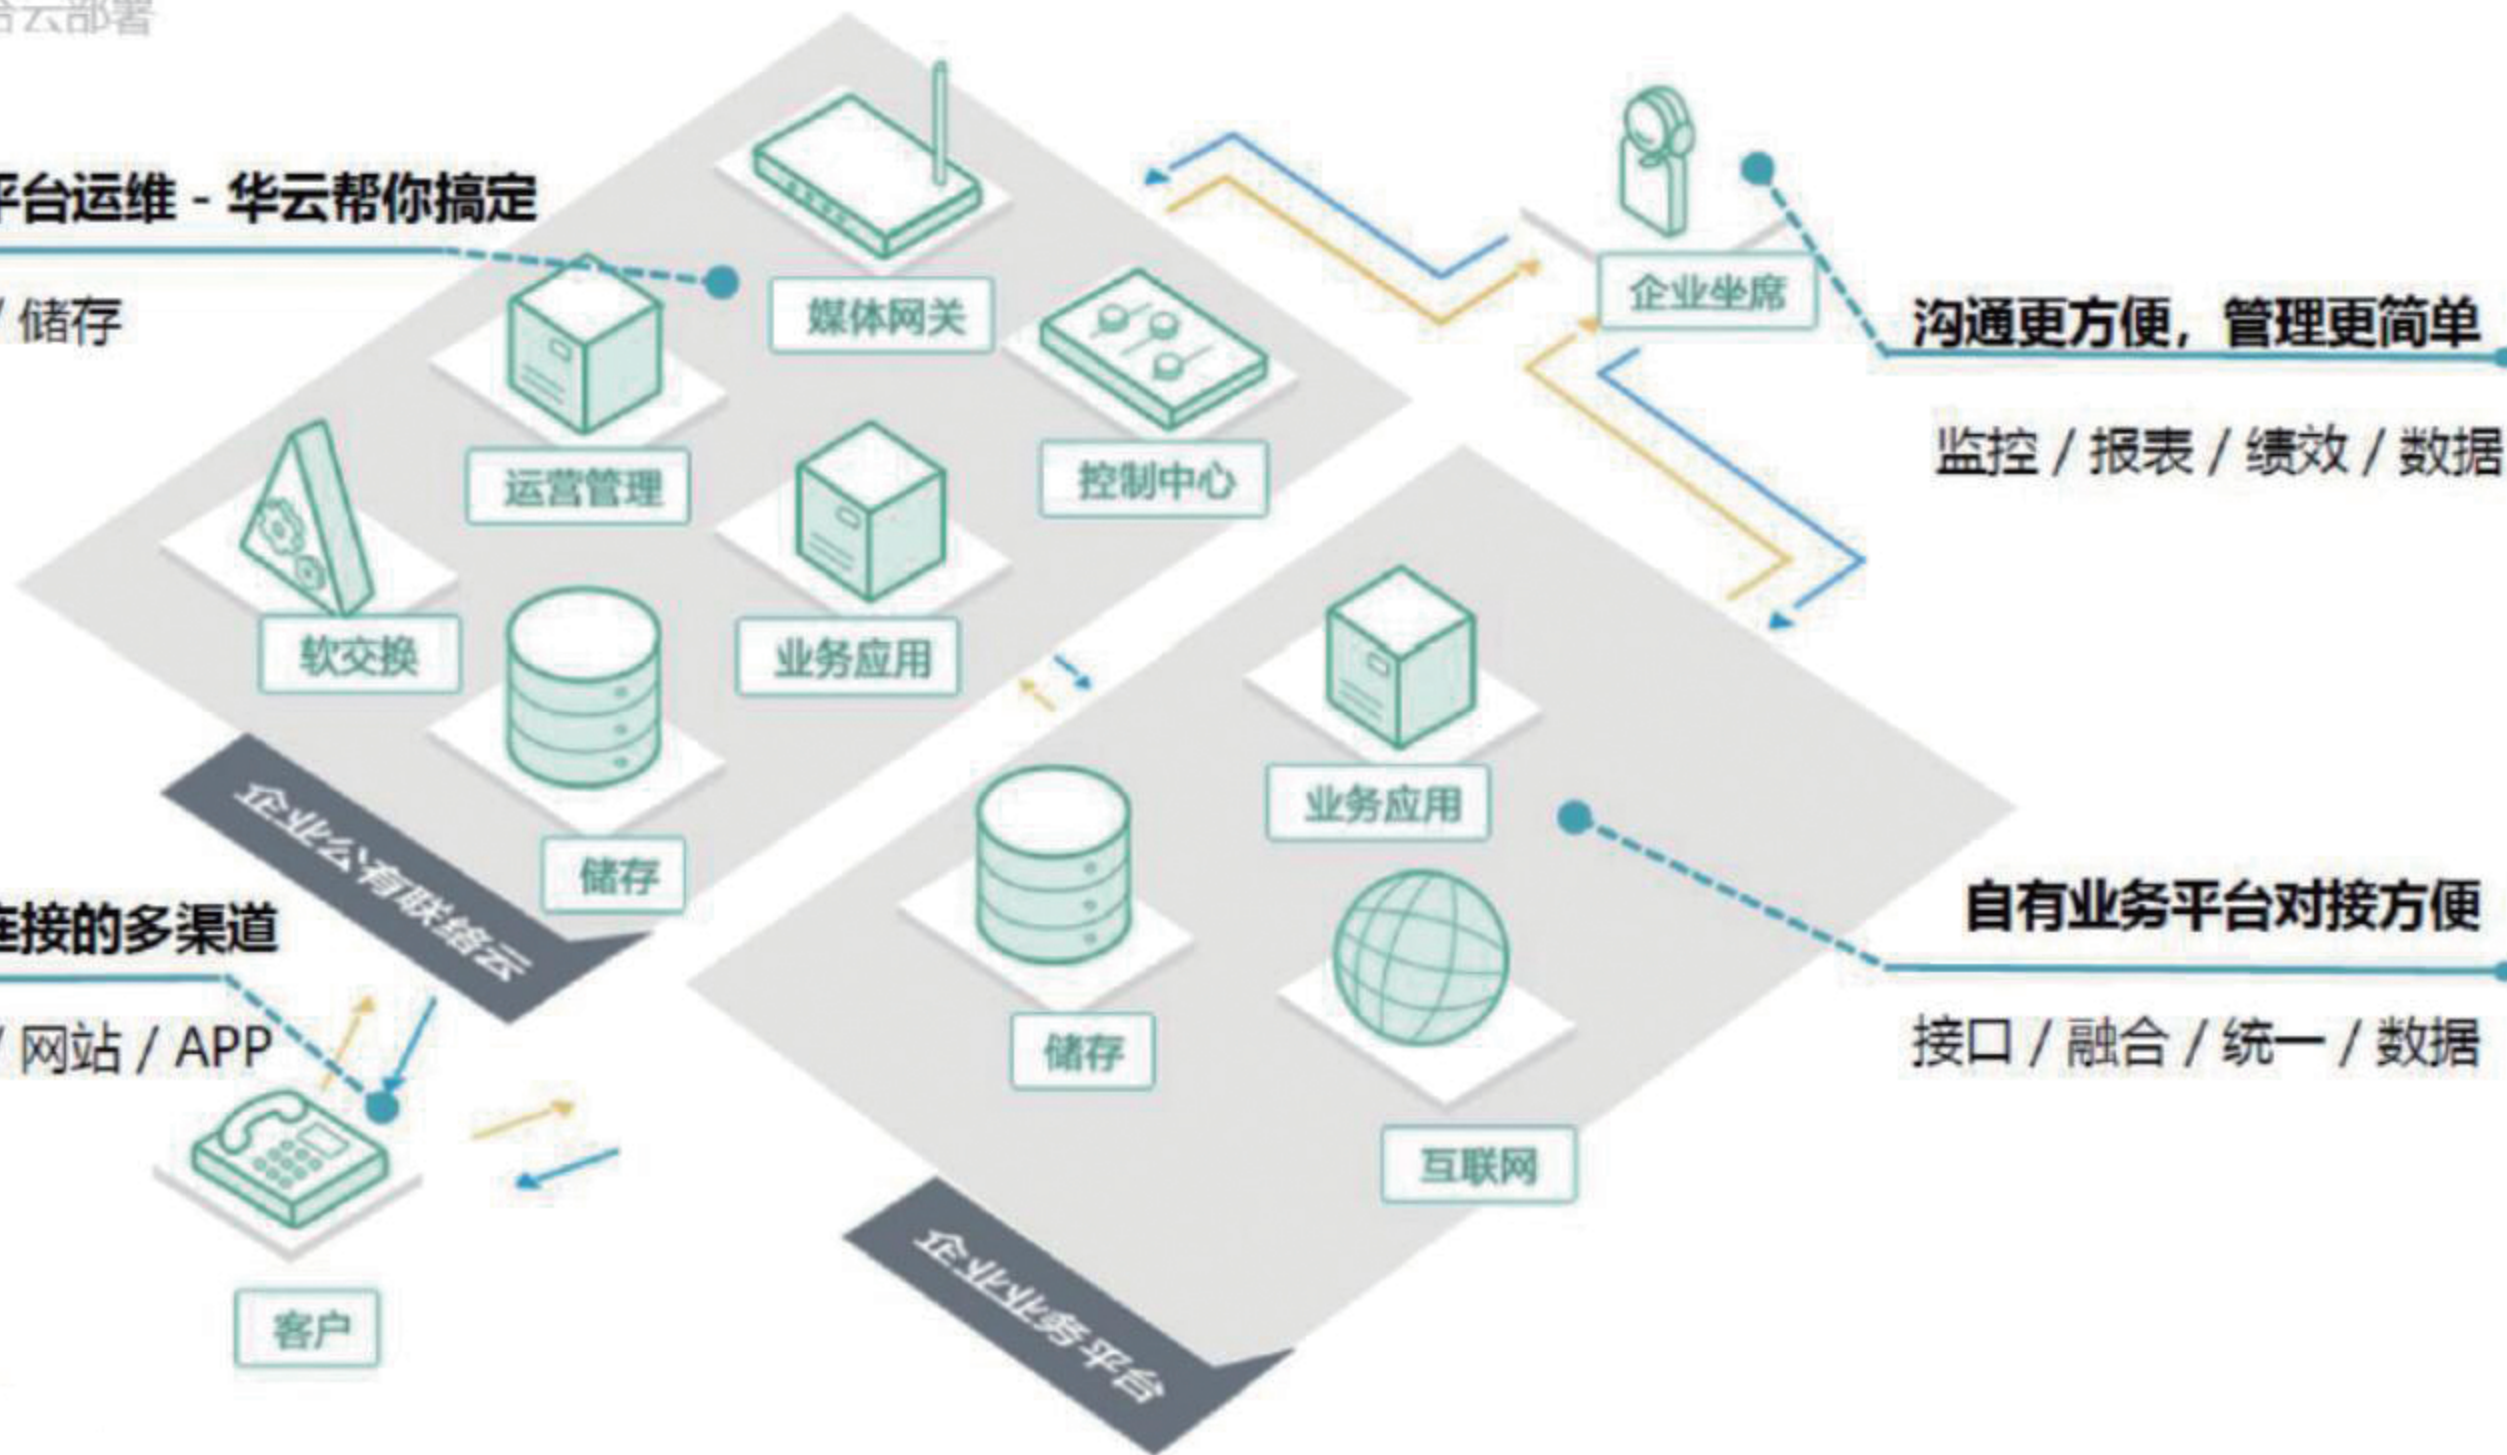 合云部署
平台运维 - 华云帮你搞定
/ 储存
媒体网关
企业坐席
沟通更方便，管理更简单
监控 / 报表 / 绩效 / 数据
运营管理
控制中心
软交换
业务应用
储存
企业公有联络云
业务应用
储存
互联网
自有业务平台对接方便
接口 / 融合 / 统一 / 数据
连接的多渠道
/ 网站 / APP
客户
企业业务平台